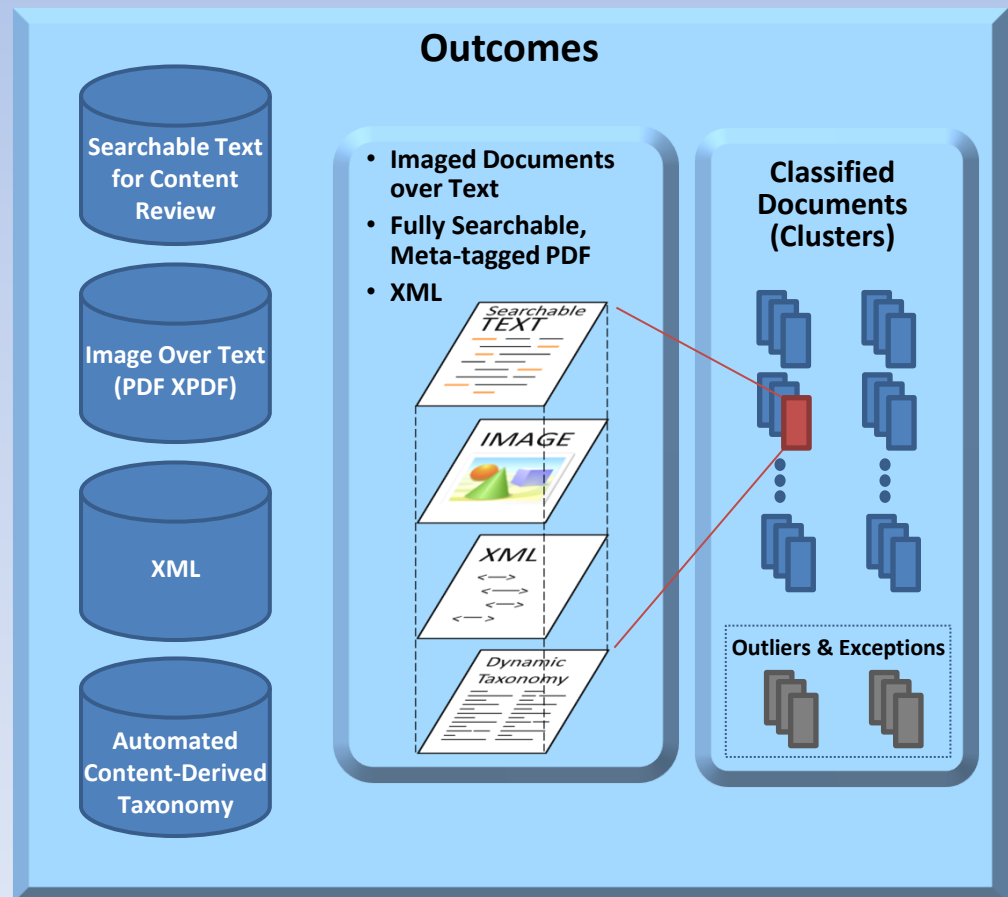 Outcomes
Searchable Text
for Content
Review
Image Over Text
(PDF XPDF)
XML
Automated
Content-Derived
Taxonomy
• Imaged Documents
over Text
• Fully Searchable,
Meta-tagged PDF
• XML
Searchable
TEXT
IMAGE
XML
Dynamic
Taxonomy
Classified
Documents
(Clusters)
Outliers & Exceptions